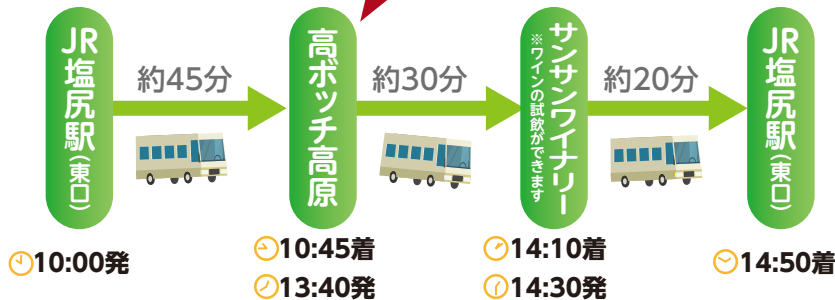 JR塩尻駅(東口)
約45分
高ボッチ高原
約30分
サンサンワイナリー
※ワインの試飲ができます
約20分
JR塩尻駅(東口)
10:00発
10:45着
13:40発
14:10着
14:30発
14:50着